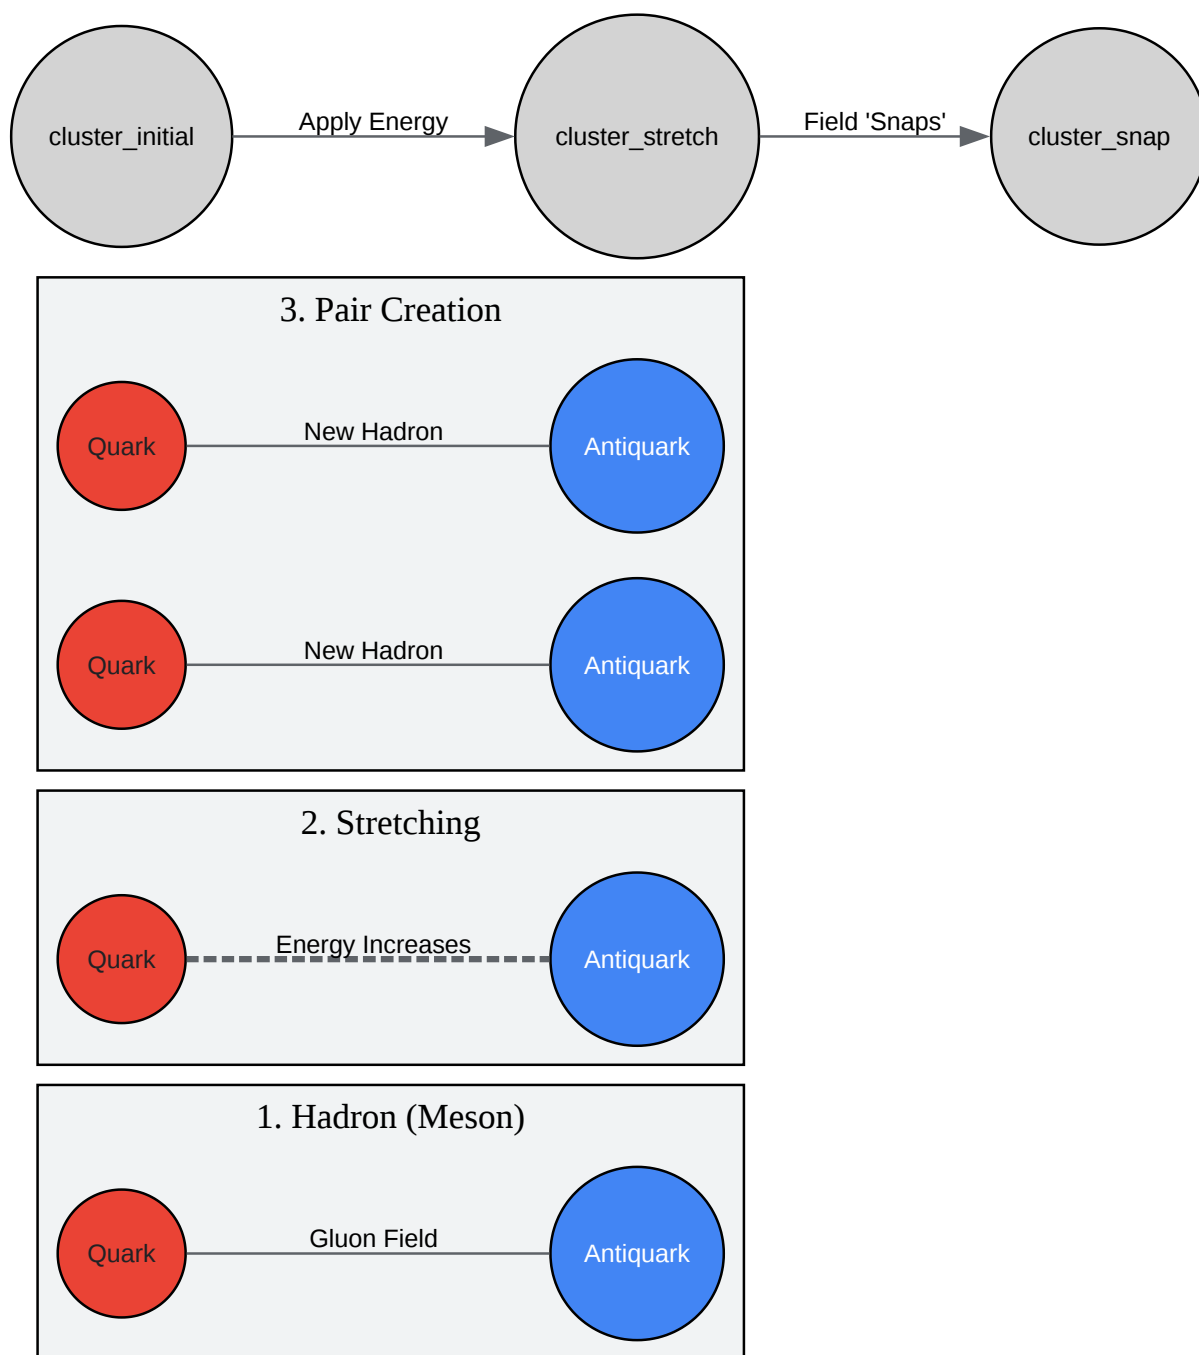 cluster_initial
Apply Energy
cluster_stretch
Field 'Snaps'
cluster_snap
3. Pair Creation
Quark
New Hadron
Antiquark
Quark
New Hadron
Antiquark
2. Stretching
Quark
Energy Increases
Antiquark
1. Hadron (Meson)
Quark
Gluon Field
Antiquark